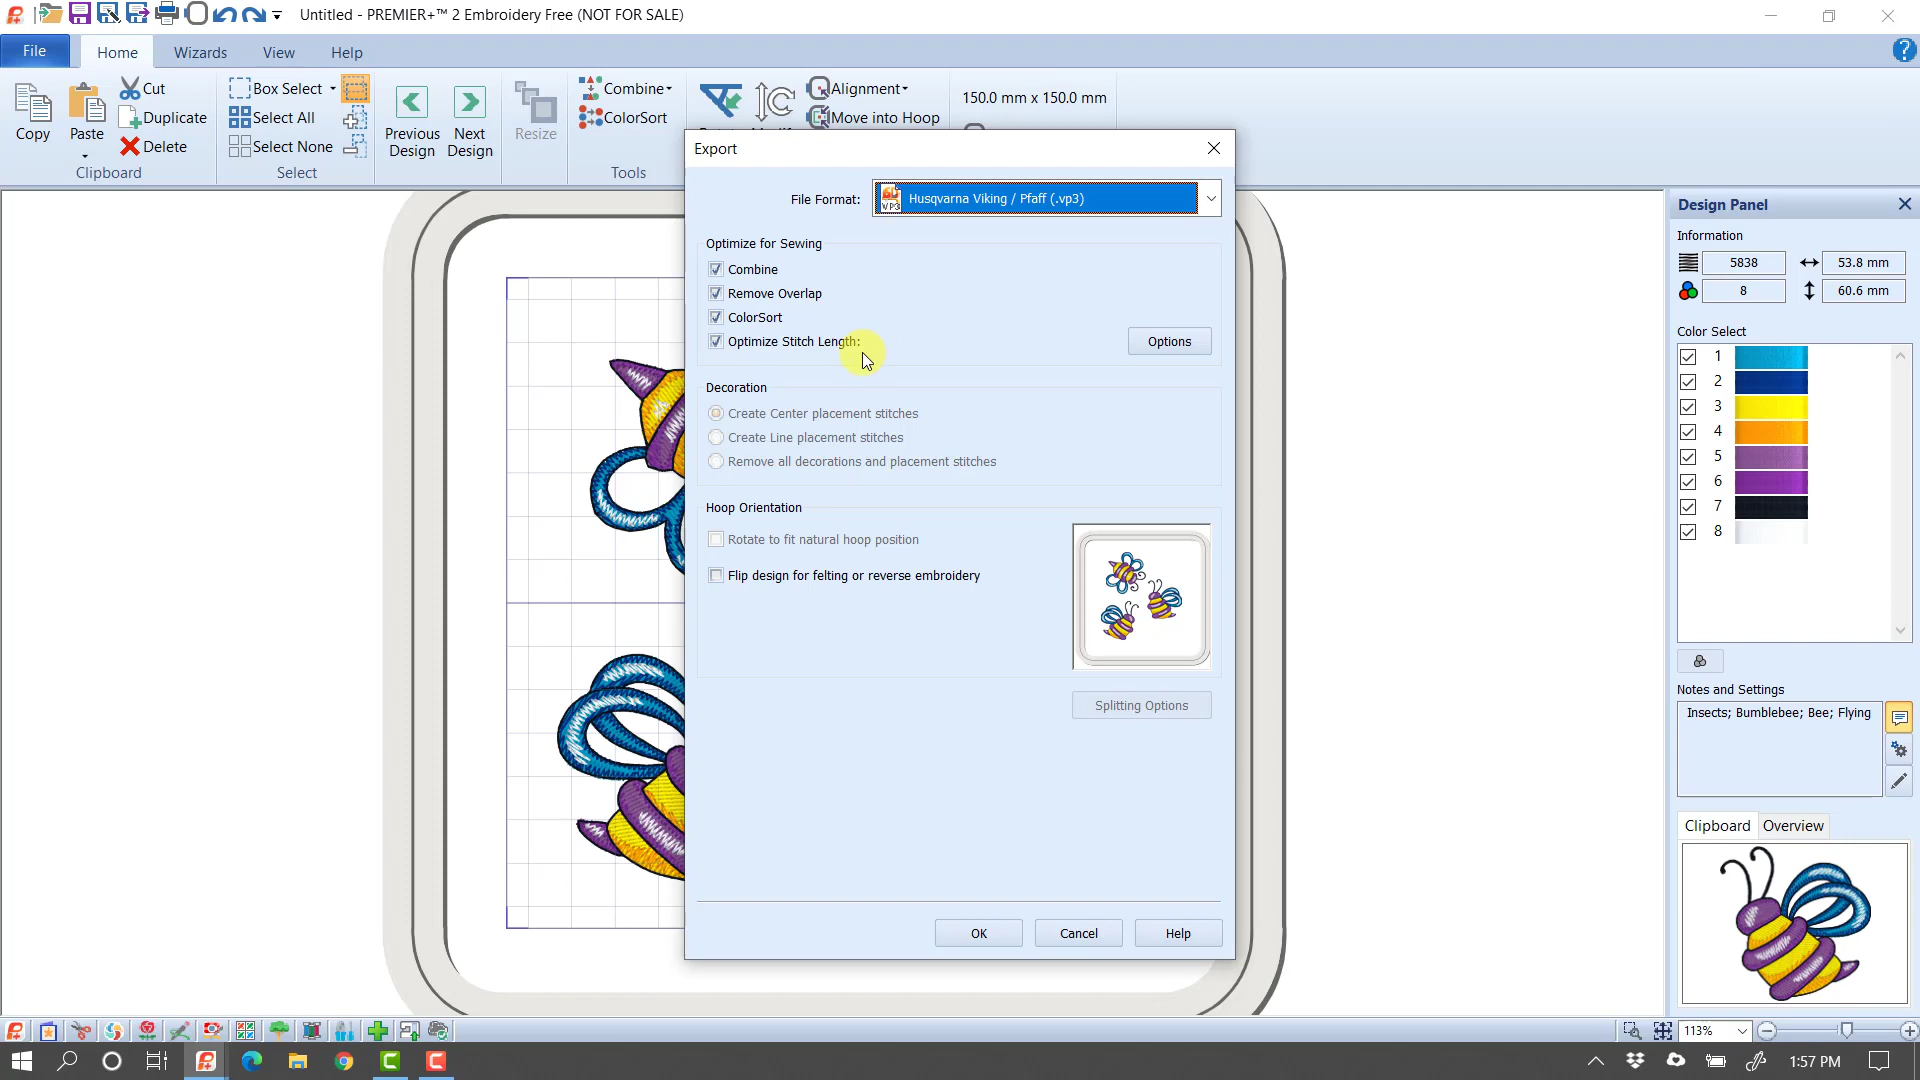 Untitled - PREMIER+™ 2 Embroidery Free (NOT FOR SALE)
File
Home
Wizards
View
Help
Copy
Paste
Cut
Duplicate
Delete
Clipboard
Box Select
Select All
Select None
Select
Previous Design
Next Design
Resize
Combine
ColorSort
Tools
Alignment
Move into Hoop
150.0 mm x 150.0 mm
Export
File Format:
VP3
Husqvarna Viking / Pfaff (.vp3)
Optimize for Sewing
Combine
Remove Overlap
ColorSort
Optimize Stitch Length:
Options
Decoration
Create Center placement stitches
Create Line placement stitches
Remove all decorations and placement stitches
Hoop Orientation
Rotate to fit natural hoop position
Flip design for felting or reverse embroidery
Splitting Options
OK
Cancel
Help
Design Panel
Information
5838
53.8 mm
8
60.6 mm
Color Select
1
2
3
4
5
6
7
8
Notes and Settings
Insects; Bumblebee; Bee; Flying
Clipboard
Overview
113%
1:57 PM